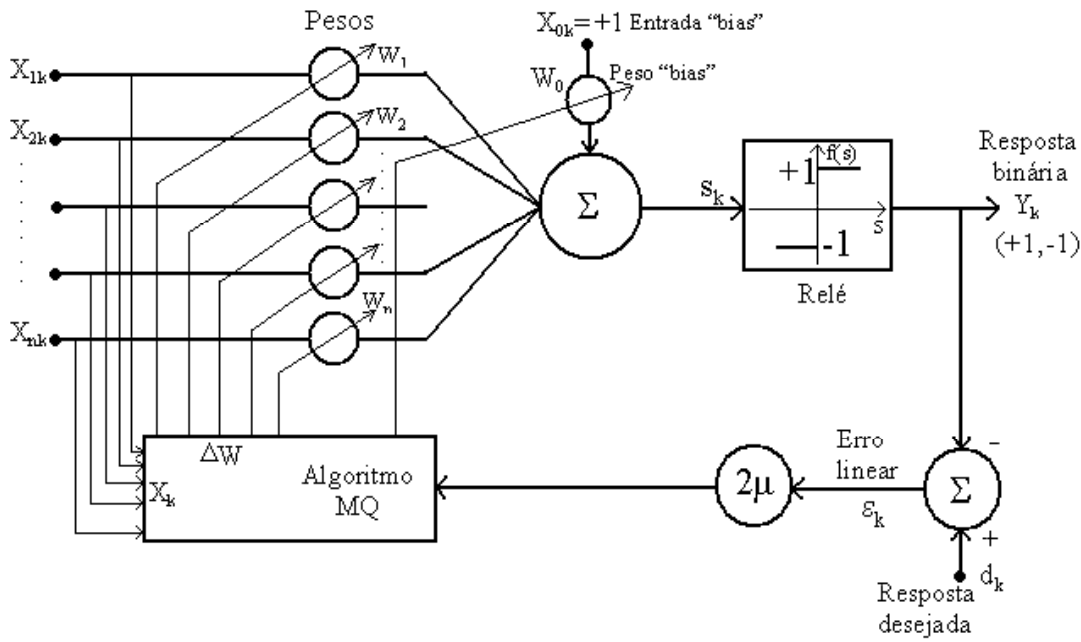 Pesos
X₀ₖ= +1 Entrada “bias”
X₁ₖ
W₁
W₀
Peso “bias”
X₂ₖ
W₂
Σ
sₖ
+1
f(s)
s
-1
Relé
Resposta
binária
Yₖ
(+1,-1)
Wₙ
Xₙₖ
ΔW
Xₖ
Algoritmo
MQ
2μ
Erro
linear
εₖ
-
Σ
+
dₖ
Resposta
desejada